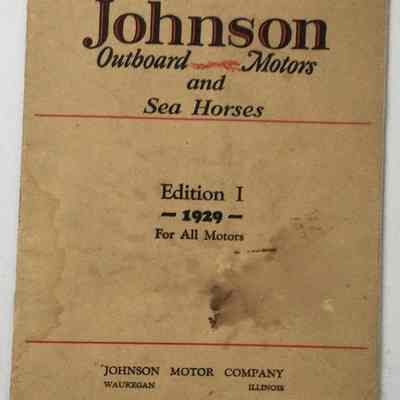 Johnson
Outboard Motors
and
Sea Horses
Edition I
— 1929 —
For All Motors
JOHNSON MOTOR COMPANY
WAUKEGAN ILLINOIS